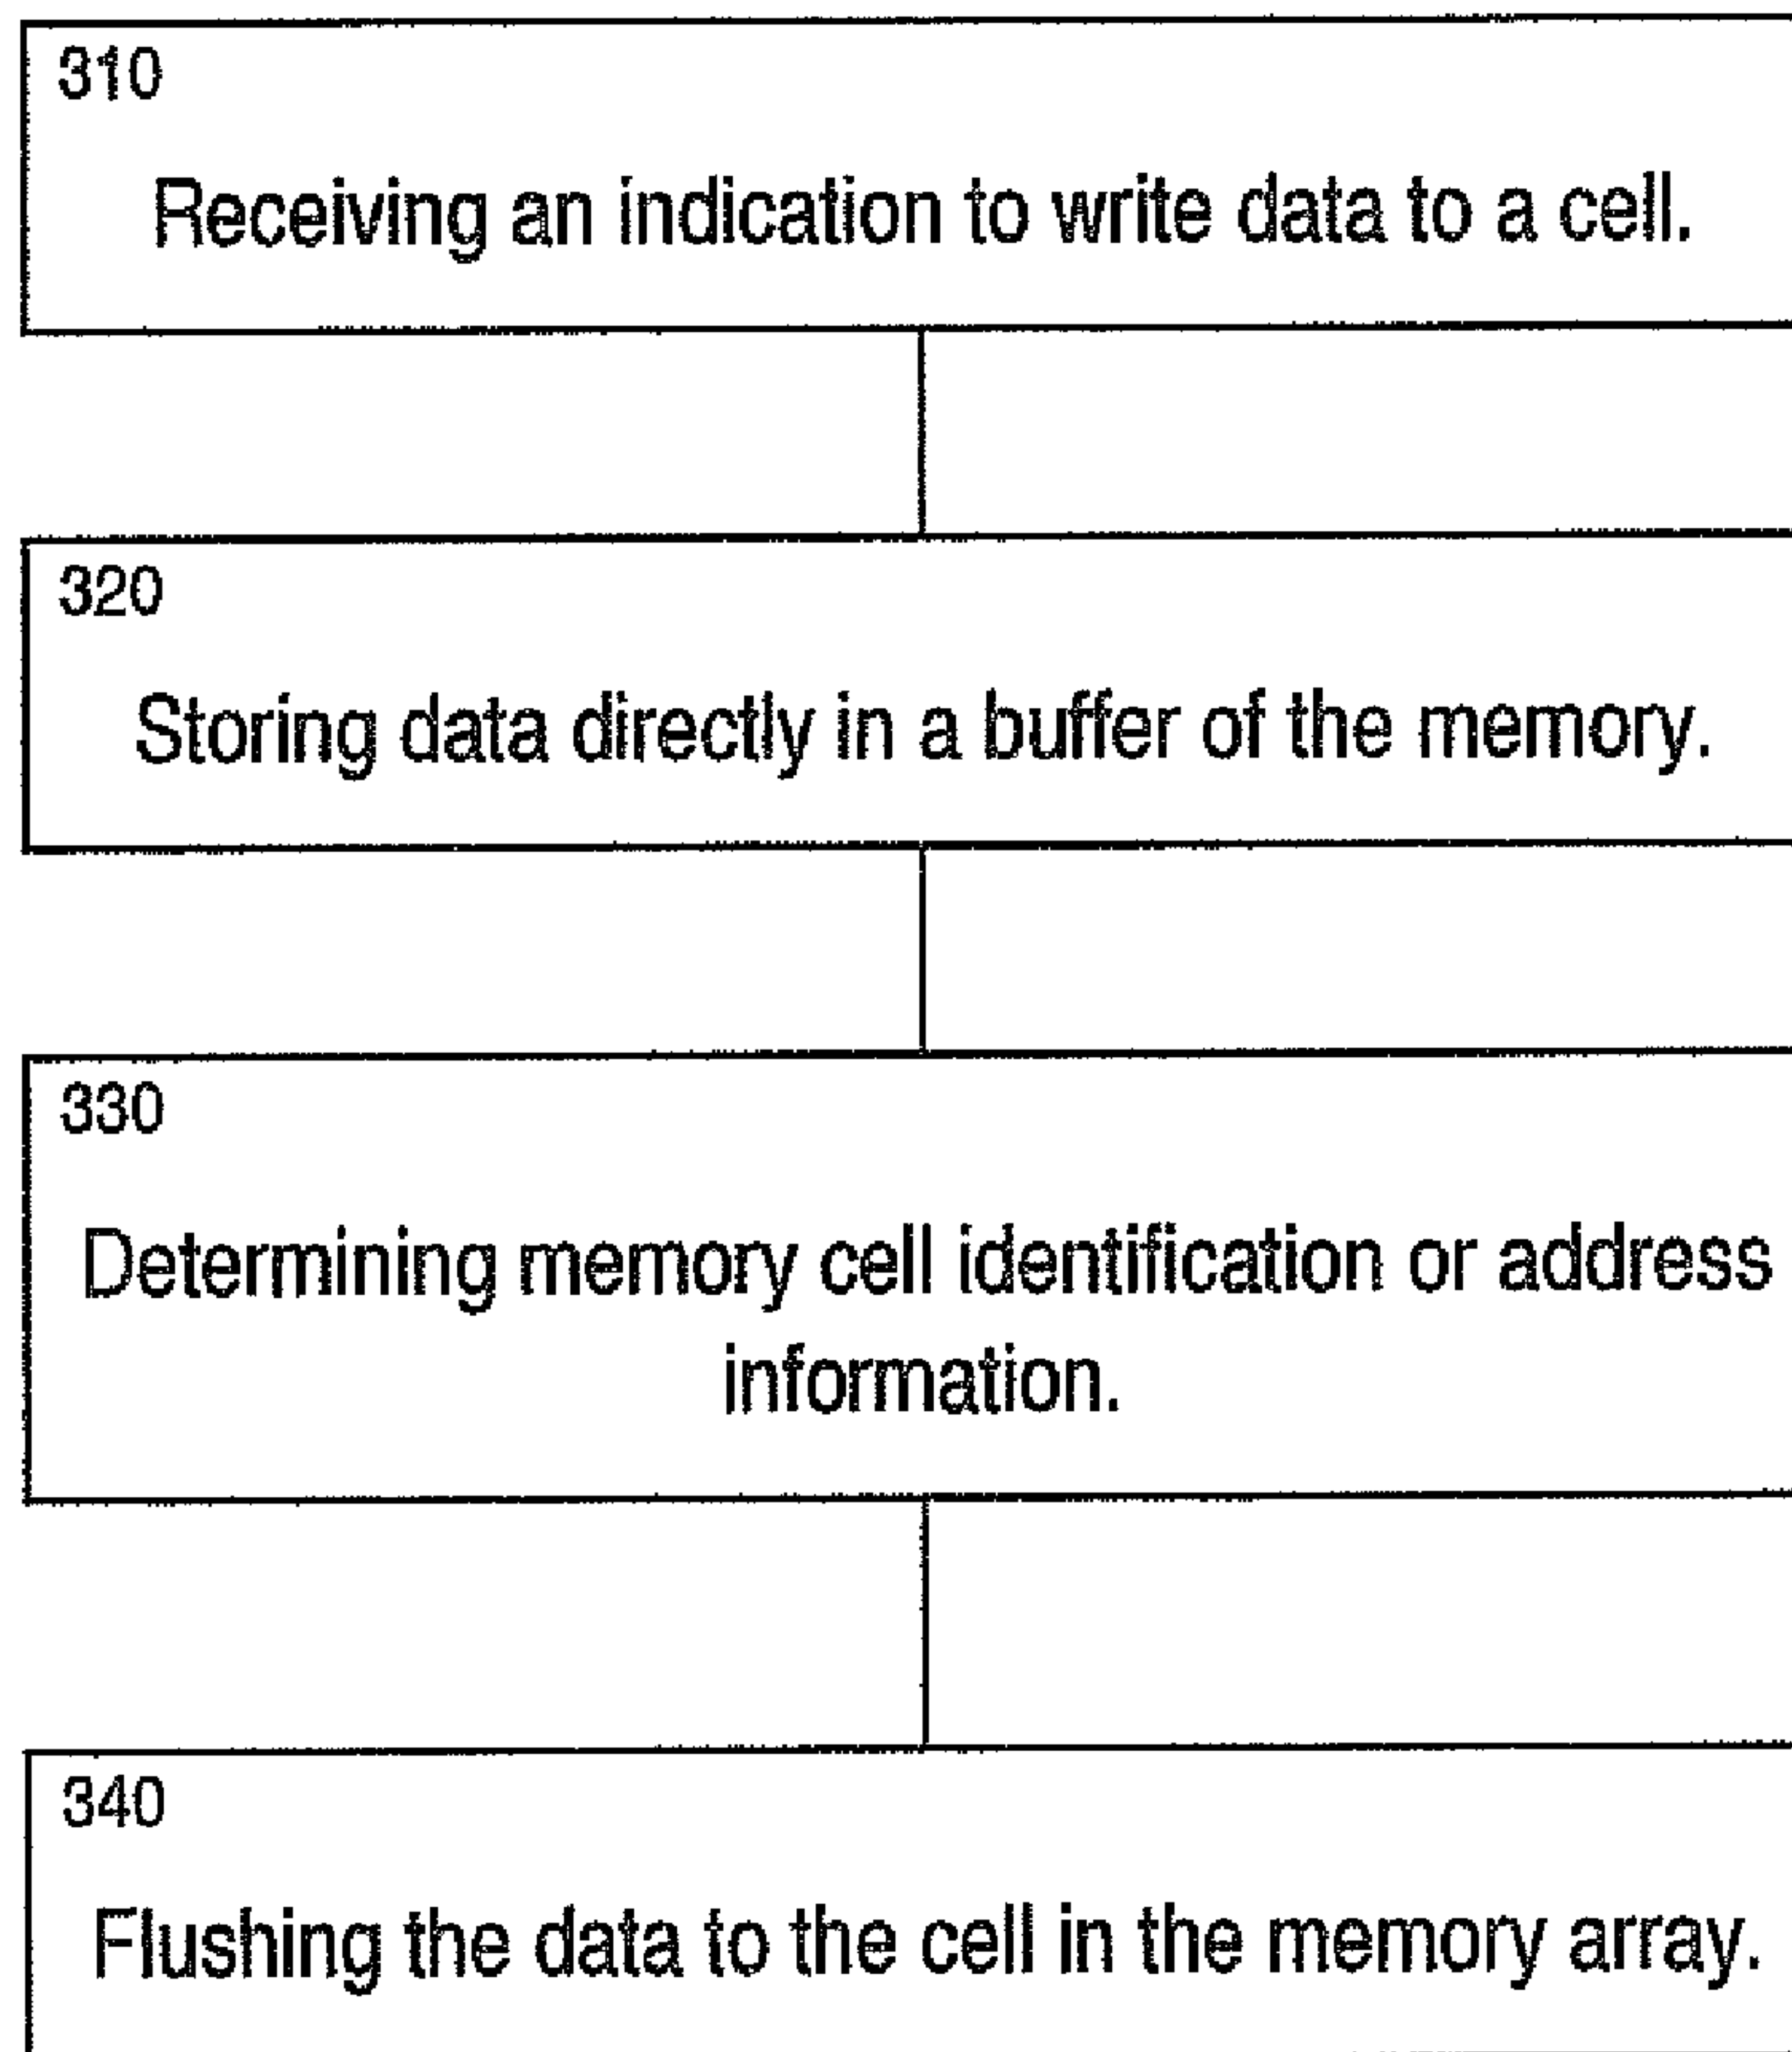 310
Receiving an indication to write data to a cell.
320
Storing data directly in a buffer of the memory.
330
Determining memory cell identification or address
information.
340
Flushing the data to the cell in the memory array.